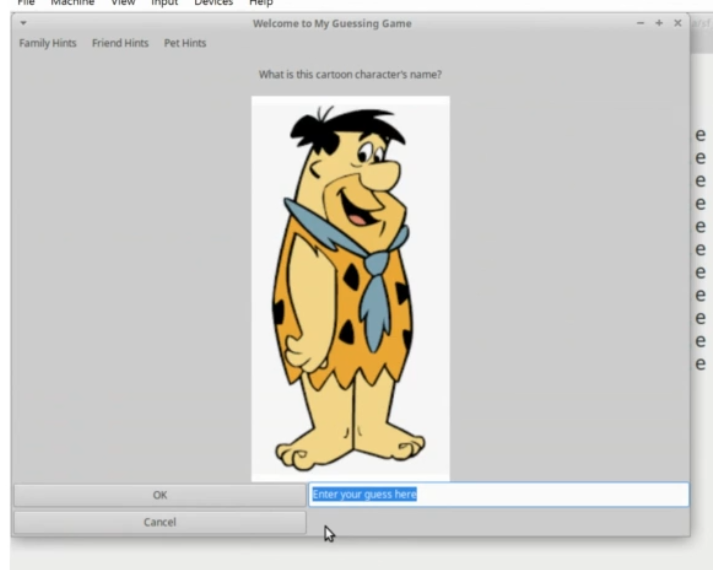 File Machine View Input Devices Help
Welcome to My Guessing Game
Family Hints Friend Hints Pet Hints
What is this cartoon character's name?
e
e
e
e
e
e
e
e
e
e
e
OK
Enter your guess here
Cancel